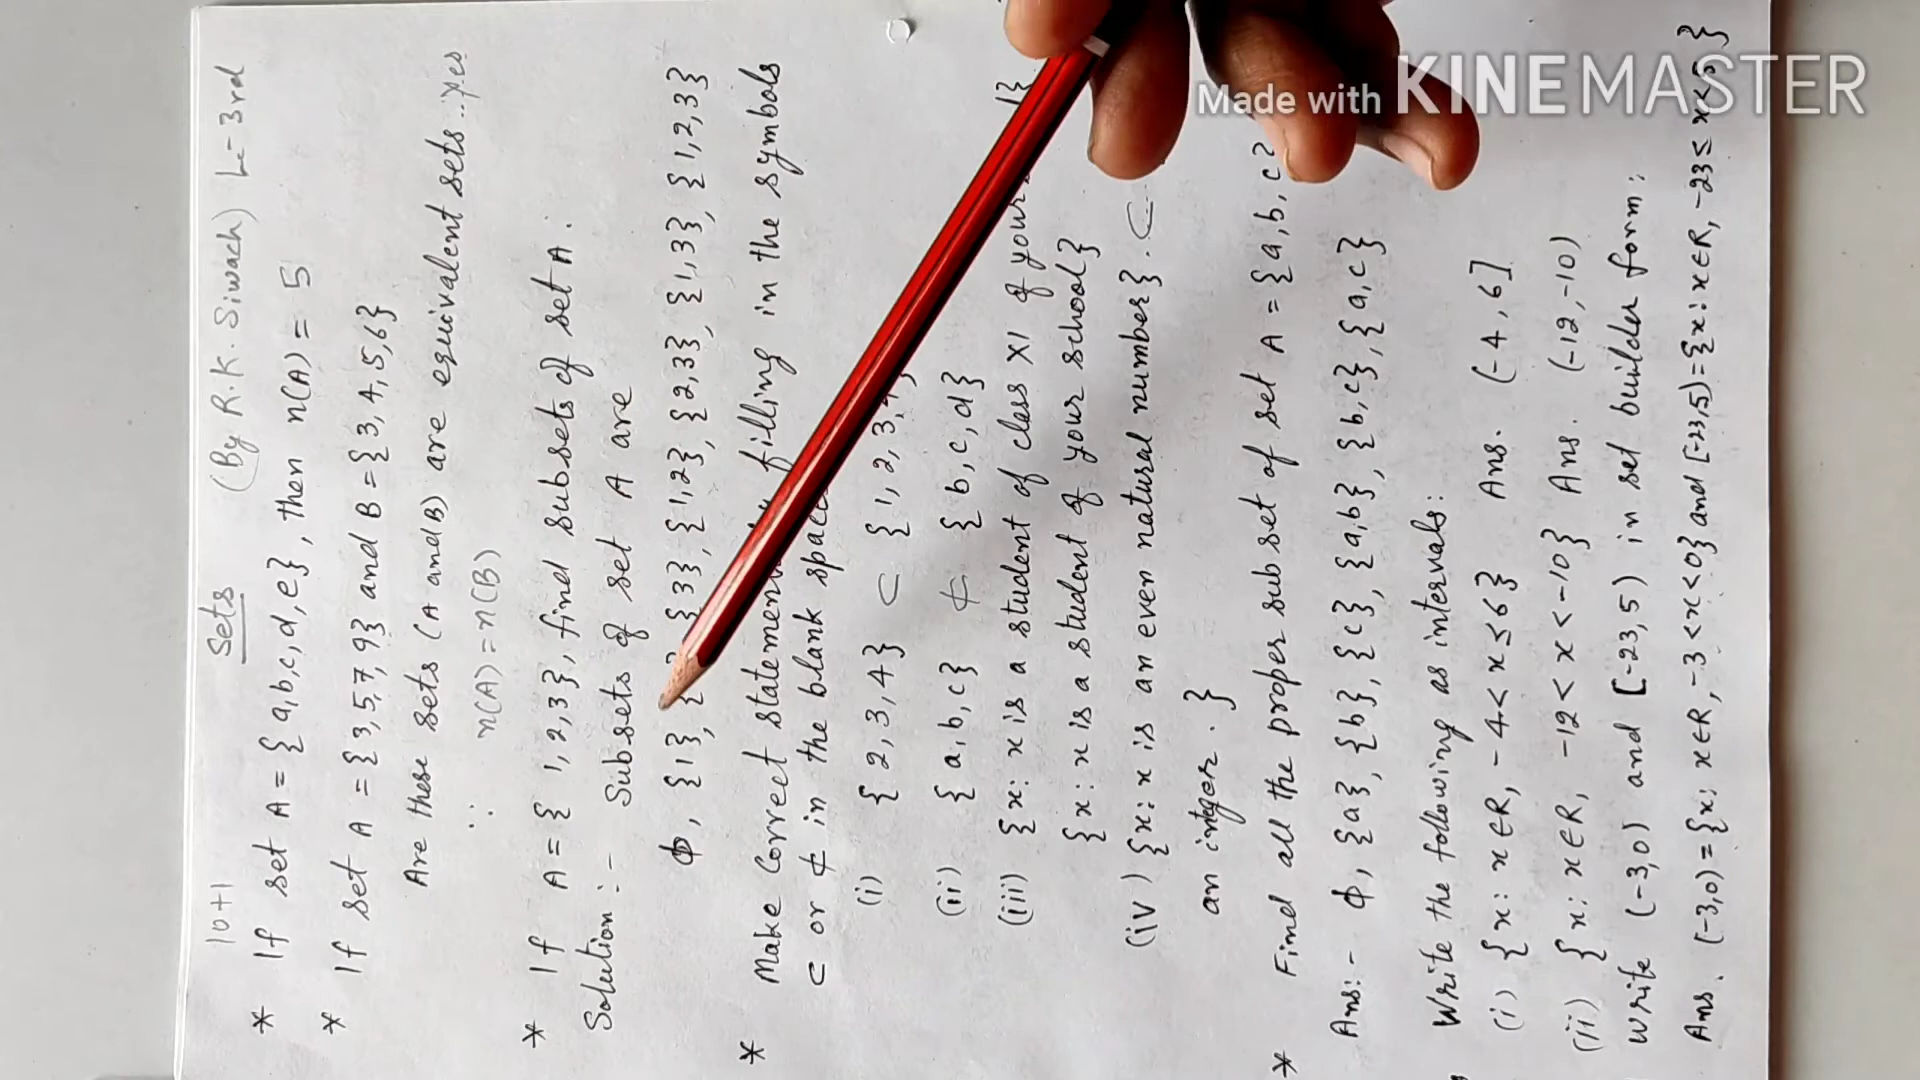 10+1 Sets (By R.K. Siwach) L-3rd
* If set A = {a,b,c,d,e}, then n(A) = 5
* If set A = {3,5,7,9} and B = {3,4,5,6}
Are these sets (A and B) are equivalent sets...yes
∵ n(A) = n(B)
* If A = {1,2,3}, find subsets of set A.
Solution:- Subsets of set A are
ϕ, {1}, { 3}, {1,2}, {2,3}, {1,3}, {1,2,3}
* Make Correct filling in the symbols
⊂ or ⊄ in the blank
(i) {2,3,4} ⊂ {1,2,3,
(ii) {a,b,c} ⊄ {b,c,d}
(iii) {x: x is a student of class XI of your
{x: x is a student of your school}
(iv) {x: x is an even natural number}. ⊂
an integer.}
* Find all the proper subset of set A = {a,b,c
Ans:- ϕ, {a}, {b}, {c}, {a,b}, {b,c}, {a,c}
Write the following as intervals:
(i) {x: x∈R, -4 < x ≤ 6} Ans. (-4,6]
(ii) {x: x∈R, -12 < x < -10} Ans. (-12,-10)
Write (-3,0) and [-23,5) in set builder form:
Ans. (-3,0) = {x: x∈R, -3 < x < 0} and [-23,5) = {x: x∈R, -23 ≤ x < 5}
Made with KINEMASTER